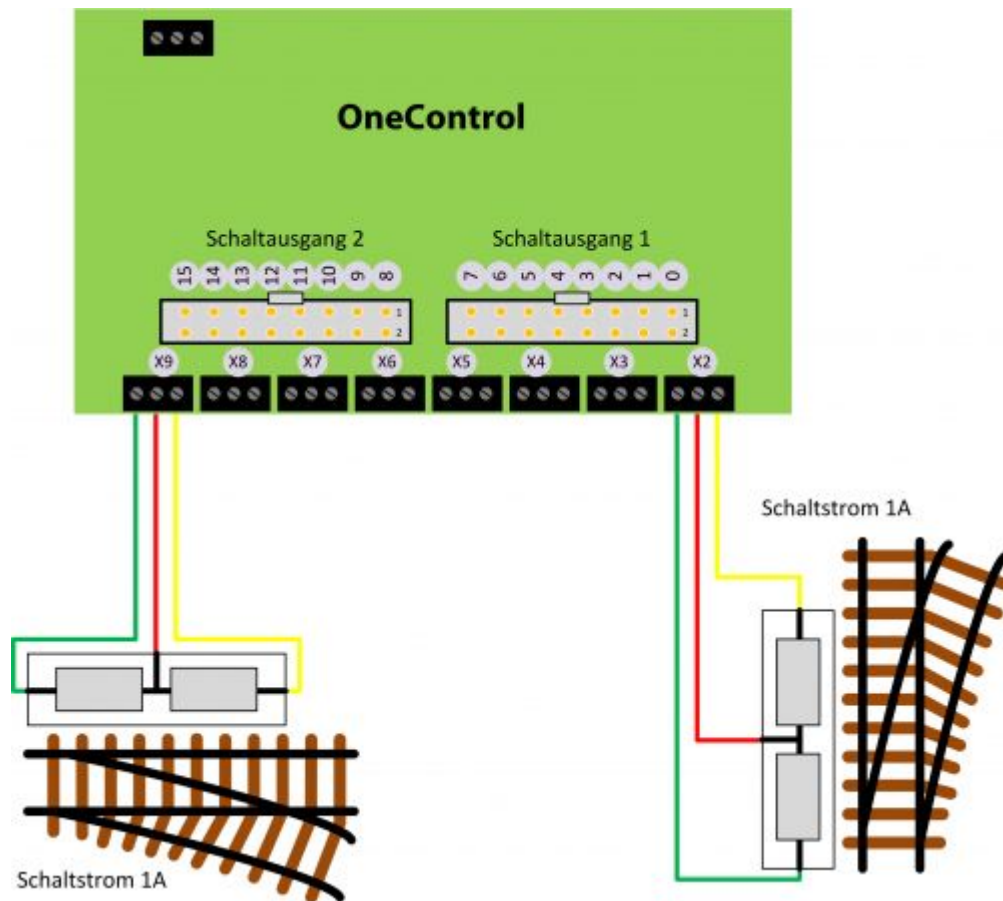 OneControl
Schaltausgang 2
Schaltausgang 1
15 14 13 12 11 10 9 8
7 6 5 4 3 2 1 0
1
2
1
2
X9 X8 X7 X6 X5 X4 X3 X2
Schaltstrom 1A
Schaltstrom 1A